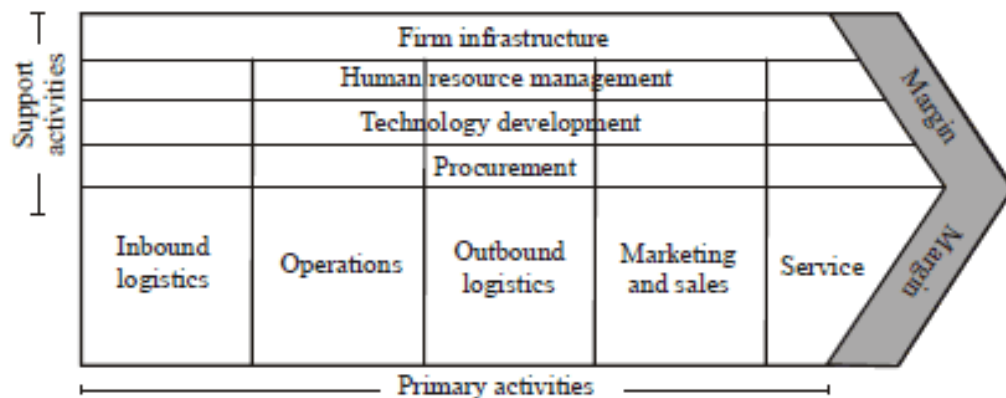 Support
activities
Firm infrastructure
Human resource management
Technology development
Procurement
Inbound
logistics
Operations
Outbound
logistics
Marketing
and sales
Service
Margin
Margin
Primary activities